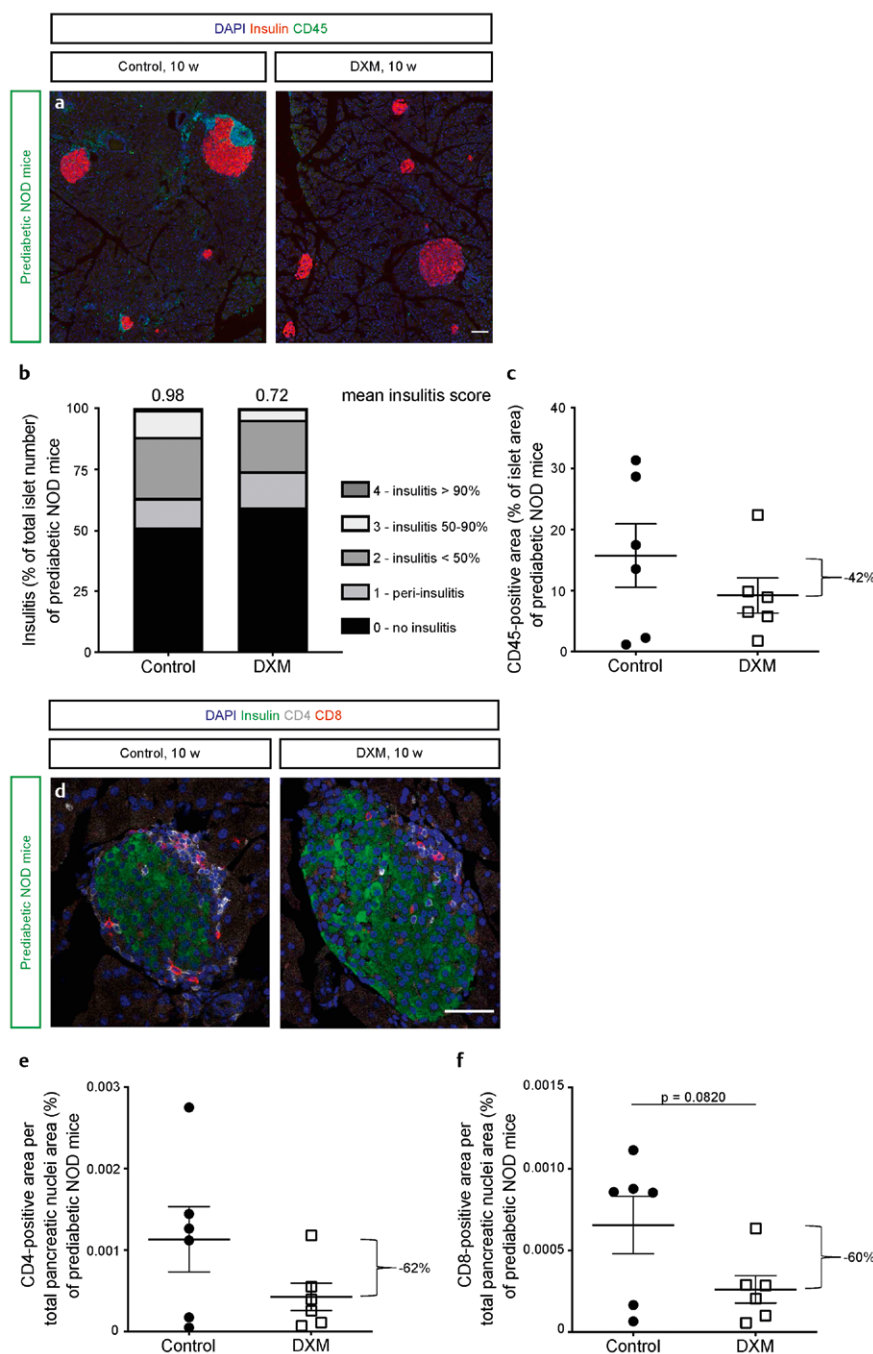 DAPI Insulin CD45
Control, 10 w
DXM, 10 w
Prediabetic NOD mice
a
b
0.98
0.72
mean insulitis score
Insulitis (% of total islet number)
of prediabetic NOD mice
100
75
50
25
0
Control
DXM
4 - insulitis > 90%
3 - insulitis 50-90%
2 - insulitis < 50%
1 - peri-insulitis
0 - no insulitis
c
CD45-positive area (% of islet area)
of prediabetic NOD mice
40
30
20
10
0
-42%
Control
DXM
DAPI Insulin CD4 CD8
Control, 10 w
DXM, 10 w
Prediabetic NOD mice
d
e
CD4-positive area per
total pancreatic nuclei area (%)
of prediabetic NOD mice
0.003
0.002
0.001
0
-62%
Control
DXM
f
CD8-positive area per
total pancreatic nuclei area (%)
of prediabetic NOD mice
0.0015
0.0010
0.0005
0
p = 0.0820
-60%
Control
DXM